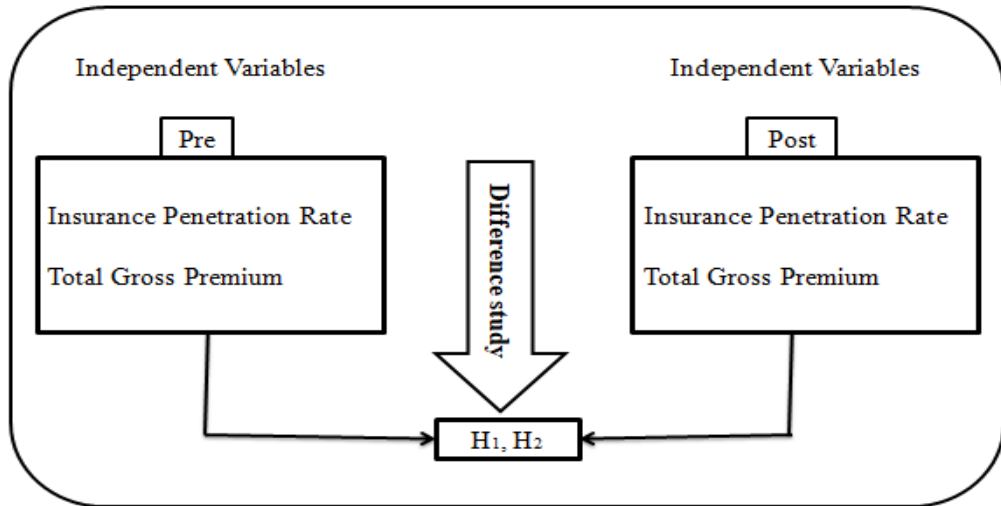 Independent Variables
Pre
Insurance Penetration Rate
Total Gross Premium
Difference study
Independent Variables
Post
Insurance Penetration Rate
Total Gross Premium
H1, H2